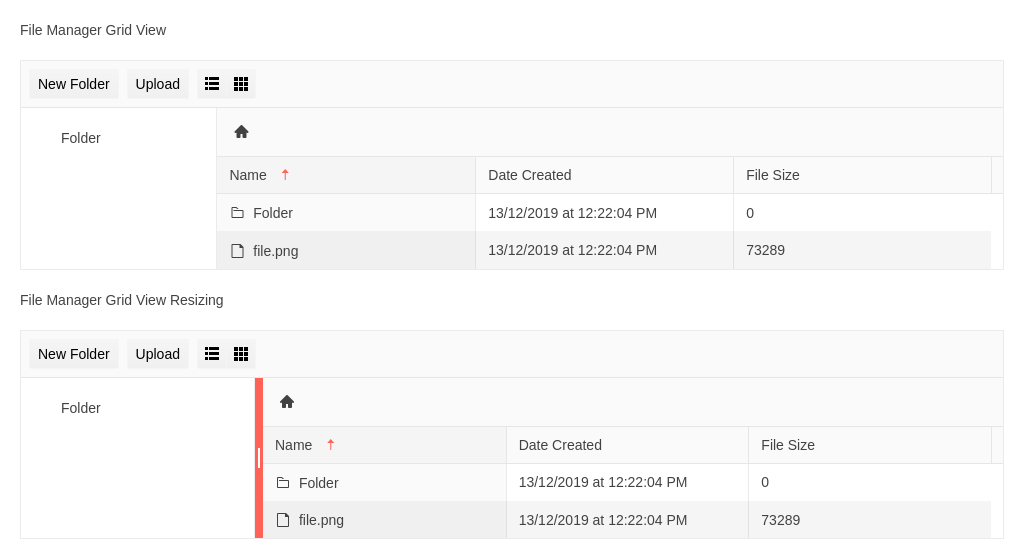 File Manager Grid View
New Folder Upload
Folder
Name Date Created File Size
Folder 13/12/2019 at 12:22:04 PM 0
file.png 13/12/2019 at 12:22:04 PM 73289
File Manager Grid View Resizing
New Folder Upload
Folder
Name Date Created File Size
Folder 13/12/2019 at 12:22:04 PM 0
file.png 13/12/2019 at 12:22:04 PM 73289